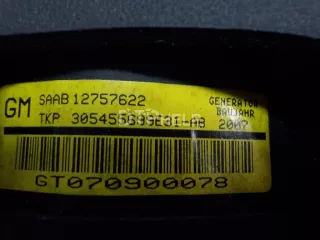 GM SAAB 12757622 GENERATOR
TKP 305455699E31-AB BAUJAHR 2007
GT070900078